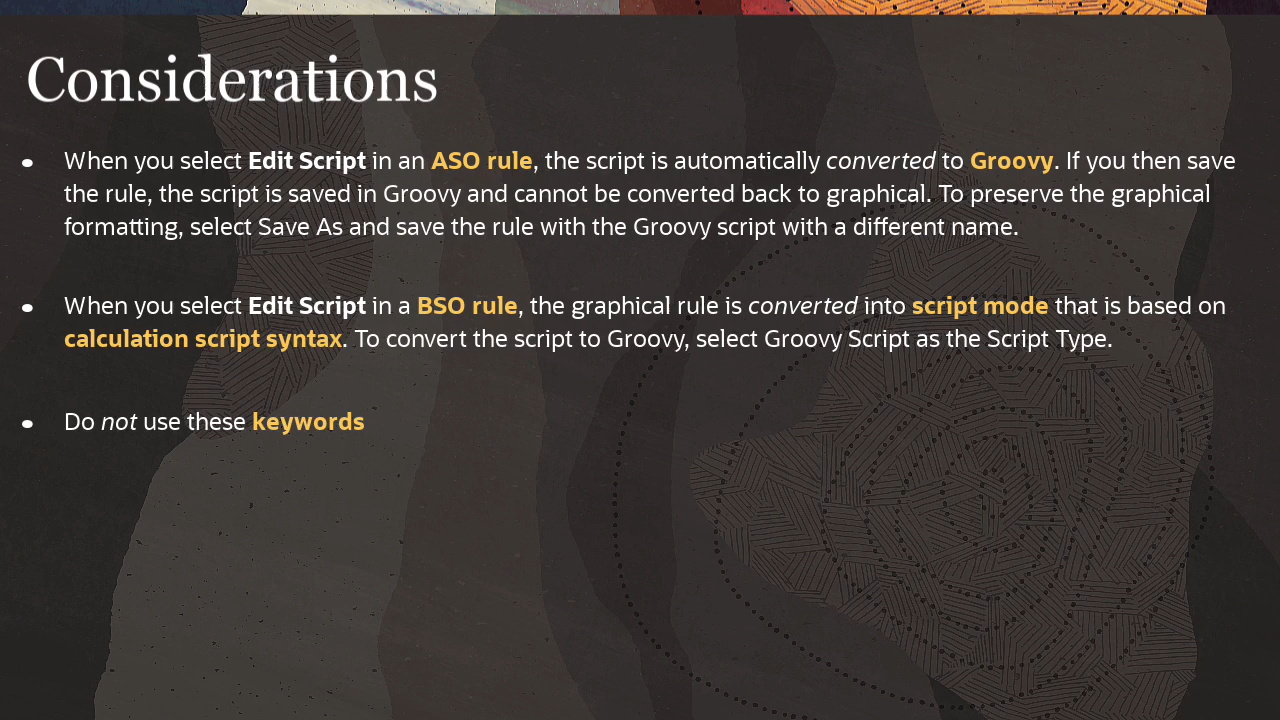 Considerations
• When you select Edit Script in an ASO rule, the script is automatically converted to Groovy. If you then save
the rule, the script is saved in Groovy and cannot be converted back to graphical. To preserve the graphical
formatting, select Save As and save the rule with the Groovy script with a different name.
• When you select Edit Script in a BSO rule, the graphical rule is converted into script mode that is based on
calculation script syntax. To convert the script to Groovy, select Groovy Script as the Script Type.
• Do not use these keywords